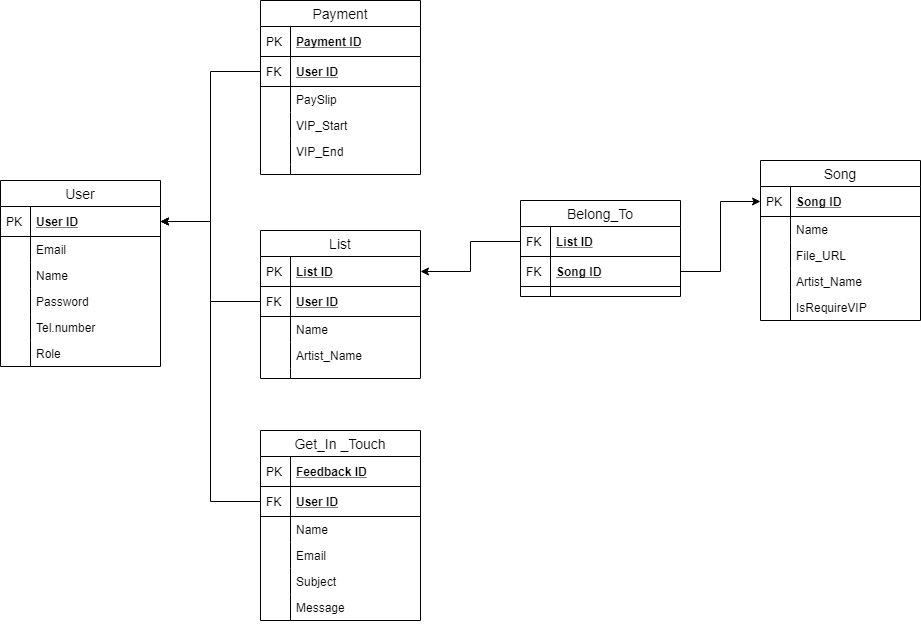 Payment
PK Payment ID
FK User ID
PaySlip
VIP_Start
VIP_End
User
PK User ID
Email
Name
Password
Tel.number
Role
List
PK List ID
FK User ID
Name
Artist_Name
Belong_To
FK List ID
FK Song ID
Song
PK Song ID
Name
File_URL
Artist_Name
IsRequireVIP
Get_In _Touch
PK Feedback ID
FK User ID
Name
Email
Subject
Message